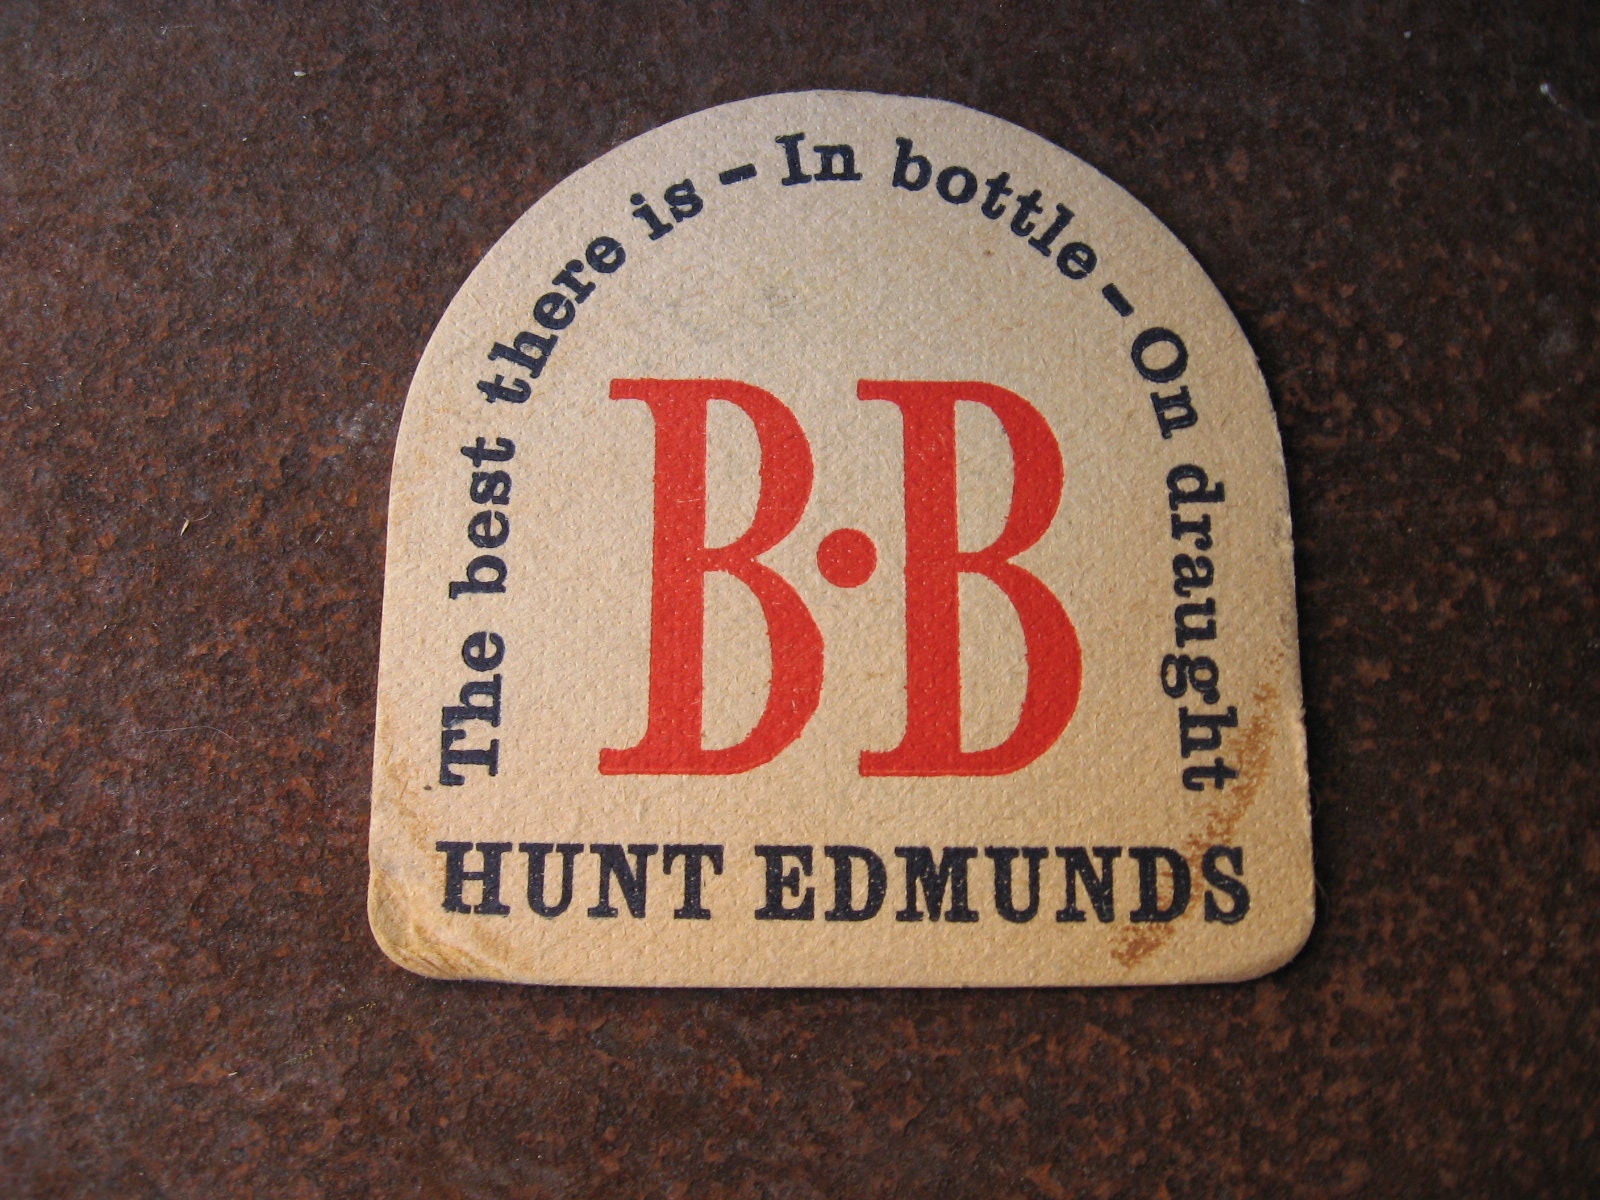 The best there is - In bottle - On draught
B·B
HUNT EDMUNDS